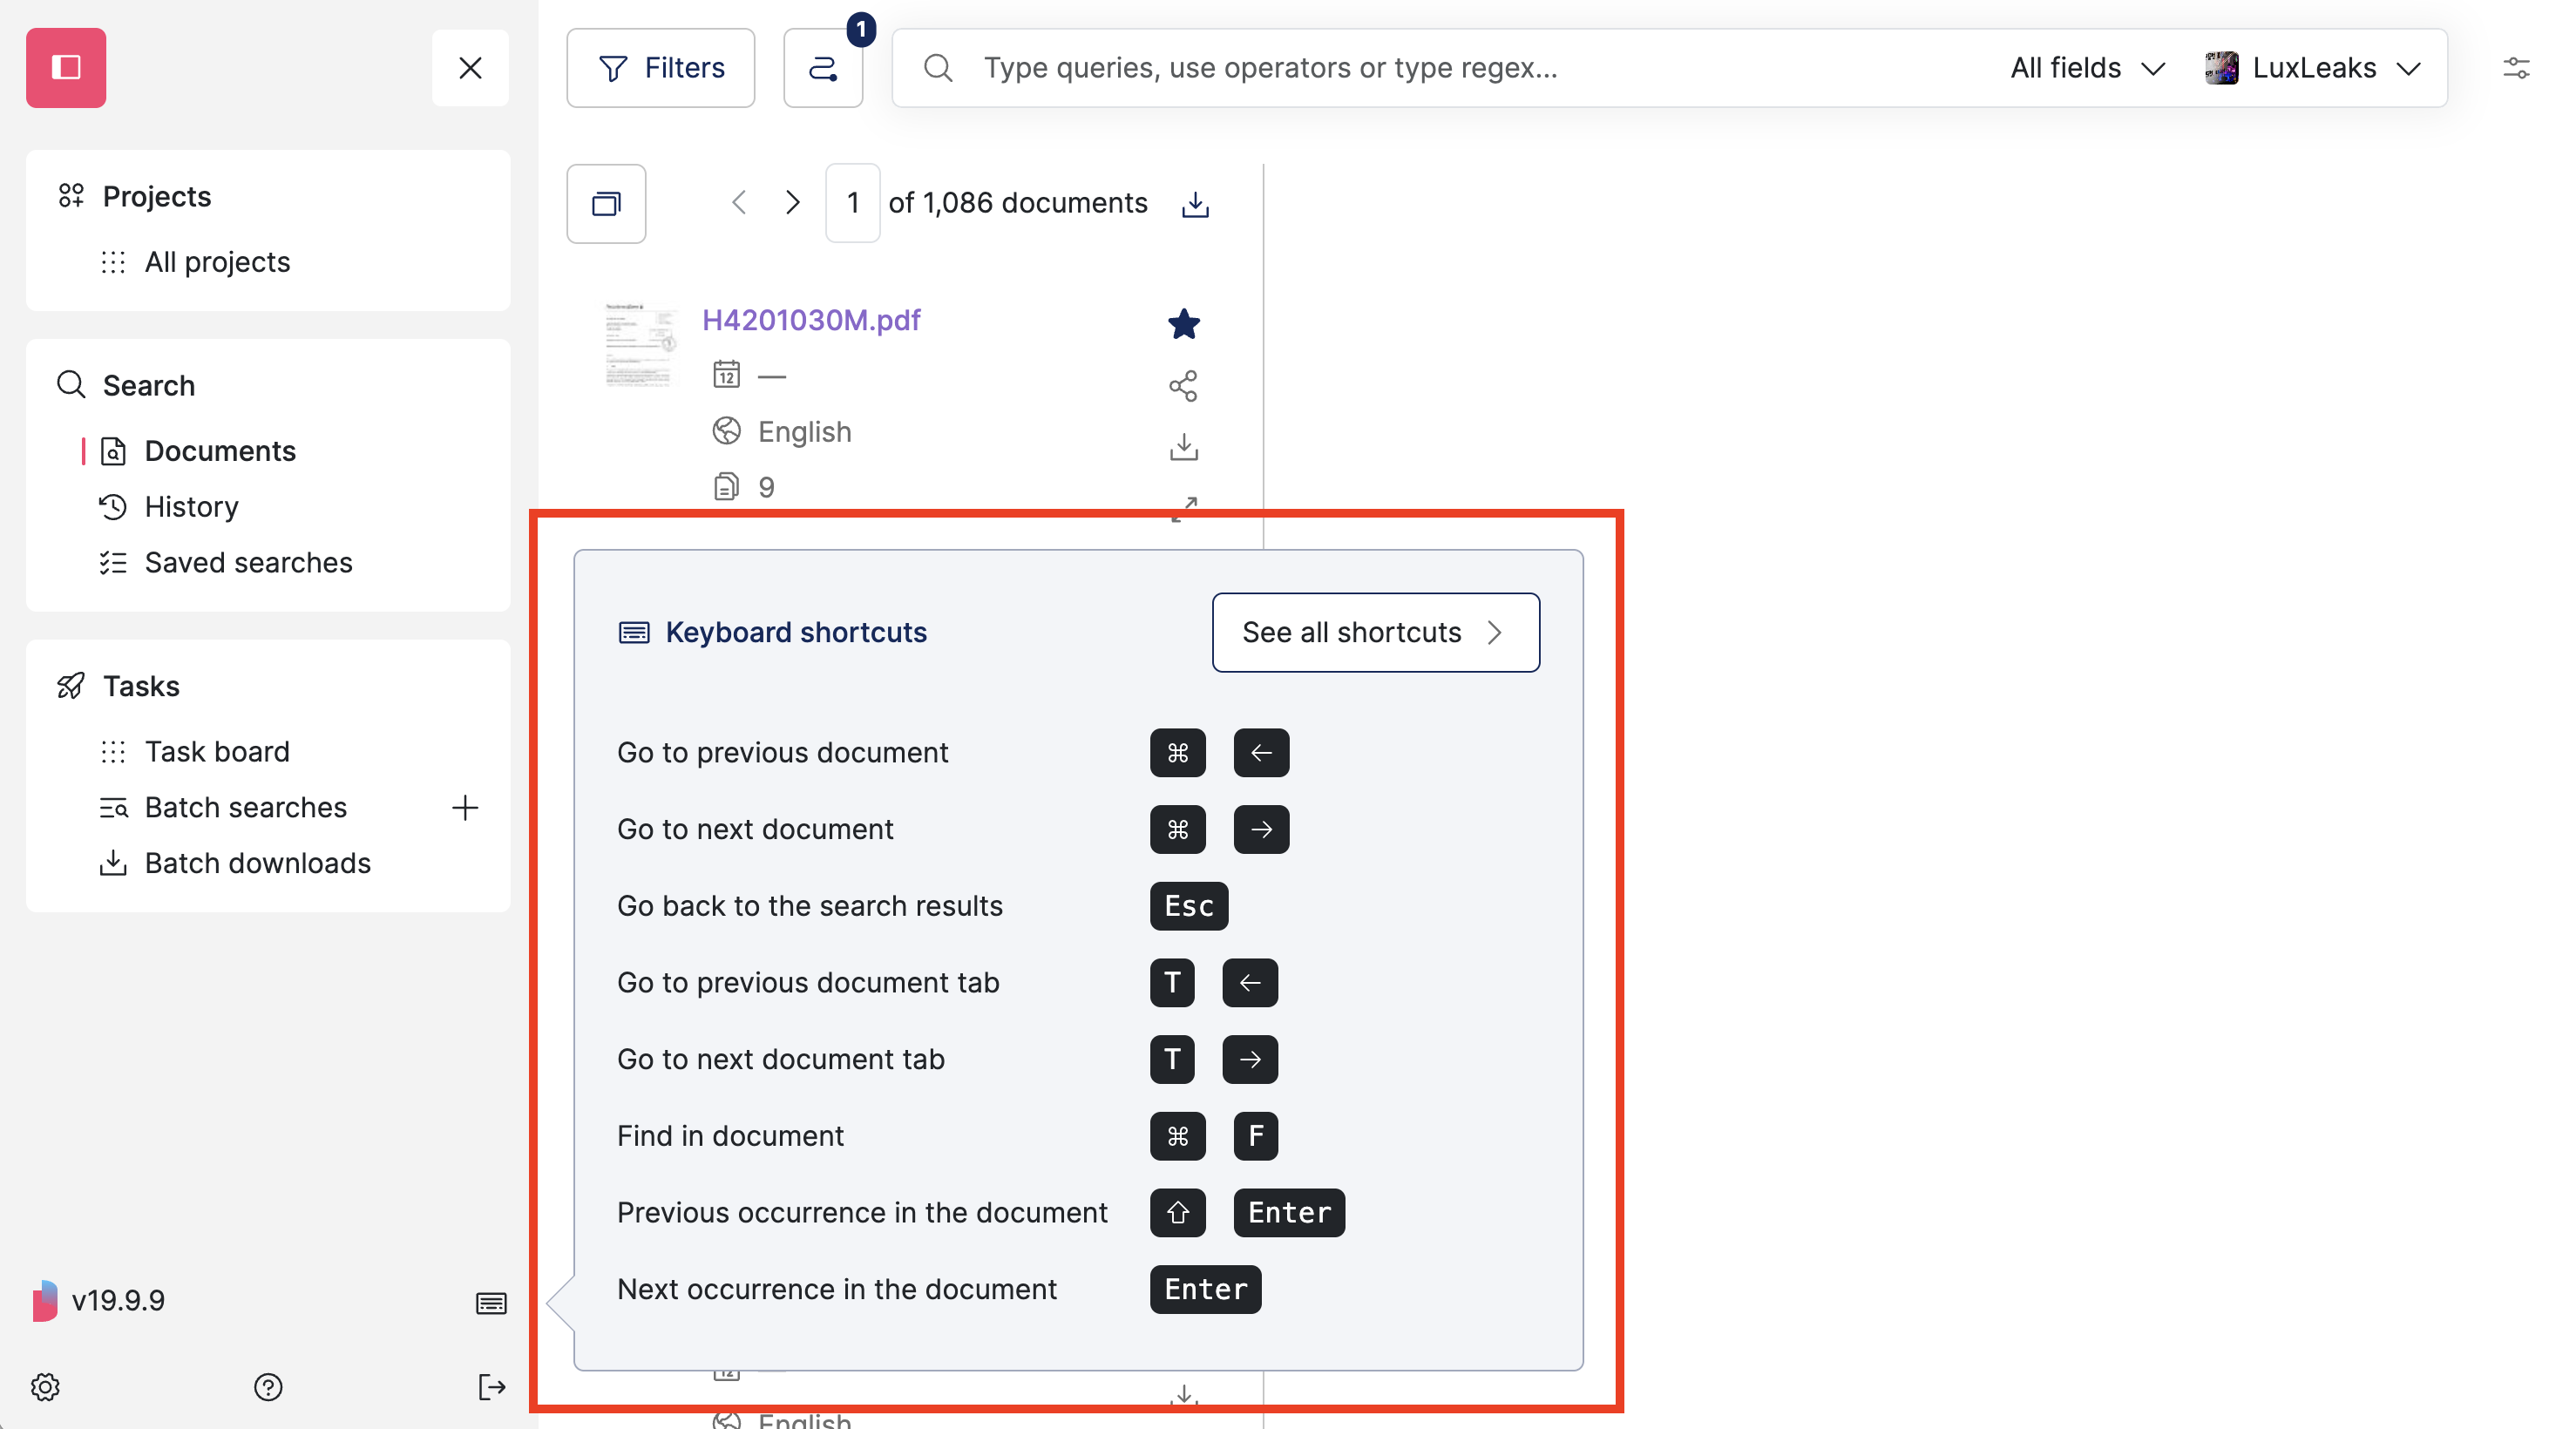 Projects
All projects
Search
Documents
History
Saved searches
Tasks
Task board
Batch searches
Batch downloads
v19.9.9
Filters
1
Type queries, use operators or type regex...
All fields
LuxLeaks
1 of 1,086 documents
H4201030M.pdf
12 —
English
9
Keyboard shortcuts
See all shortcuts
Go to previous document ⌘ ←
Go to next document ⌘ →
Go back to the search results Esc
Go to previous document tab T ←
Go to next document tab T →
Find in document ⌘ F
Previous occurrence in the document ⇧ Enter
Next occurrence in the document Enter
12
English